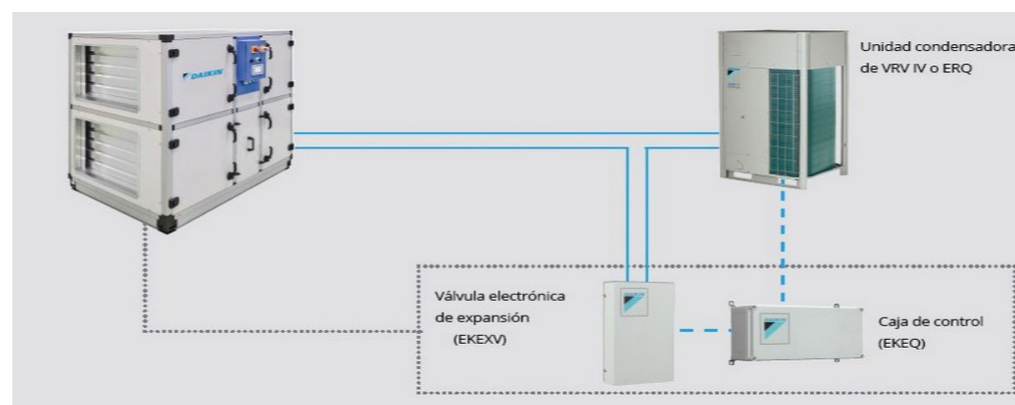 DAIKIN
Unidad condensadora
de VRV IV o ERQ
Válvula electrónica
de expansión
(EKEXV)
Caja de control
(EKEQ)